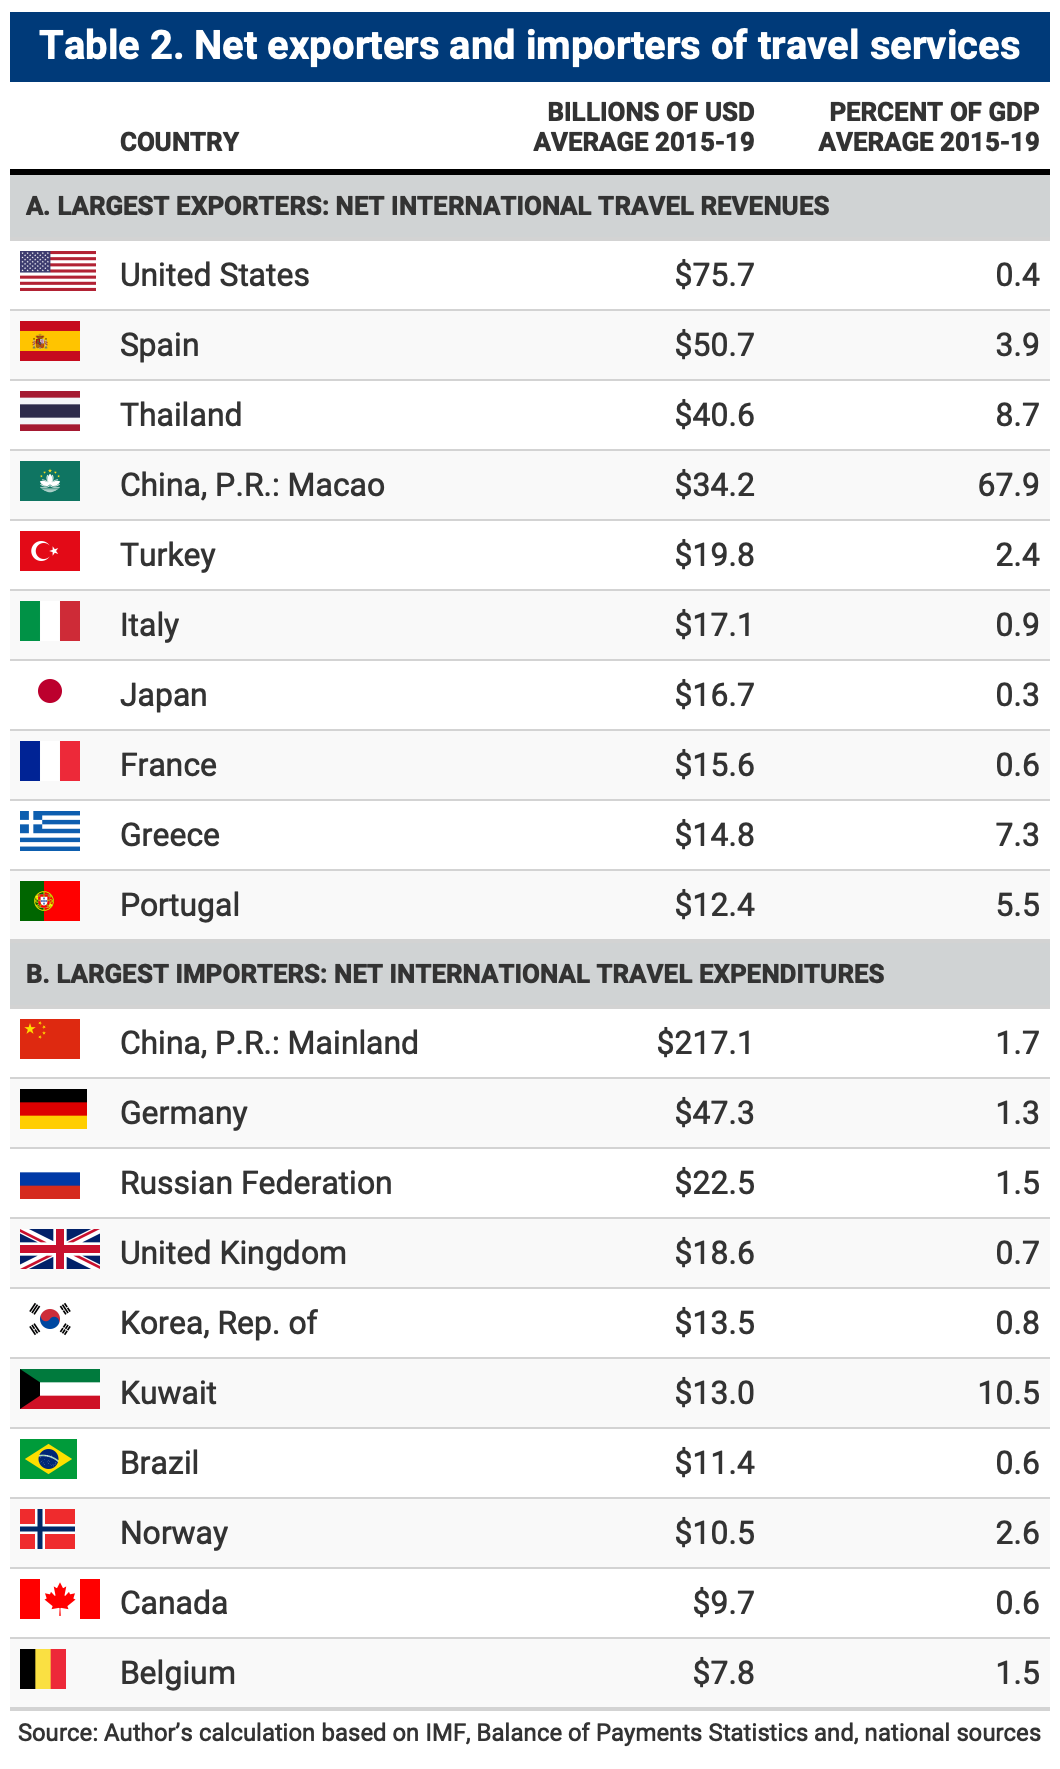 Table 2. Net exporters and importers of travel services
COUNTRY BILLIONS OF USD AVERAGE 2015-19 PERCENT OF GDP AVERAGE 2015-19
A. LARGEST EXPORTERS: NET INTERNATIONAL TRAVEL REVENUES
United States $75.7 0.4
Spain $50.7 3.9
Thailand $40.6 8.7
China, P.R.: Macao $34.2 67.9
Turkey $19.8 2.4
Italy $17.1 0.9
Japan $16.7 0.3
France $15.6 0.6
Greece $14.8 7.3
Portugal $12.4 5.5
B. LARGEST IMPORTERS: NET INTERNATIONAL TRAVEL EXPENDITURES
China, P.R.: Mainland $217.1 1.7
Germany $47.3 1.3
Russian Federation $22.5 1.5
United Kingdom $18.6 0.7
Korea, Rep. of $13.5 0.8
Kuwait $13.0 10.5
Brazil $11.4 0.6
Norway $10.5 2.6
Canada $9.7 0.6
Belgium $7.8 1.5
Source: Author's calculation based on IMF, Balance of Payments Statistics and, national sources